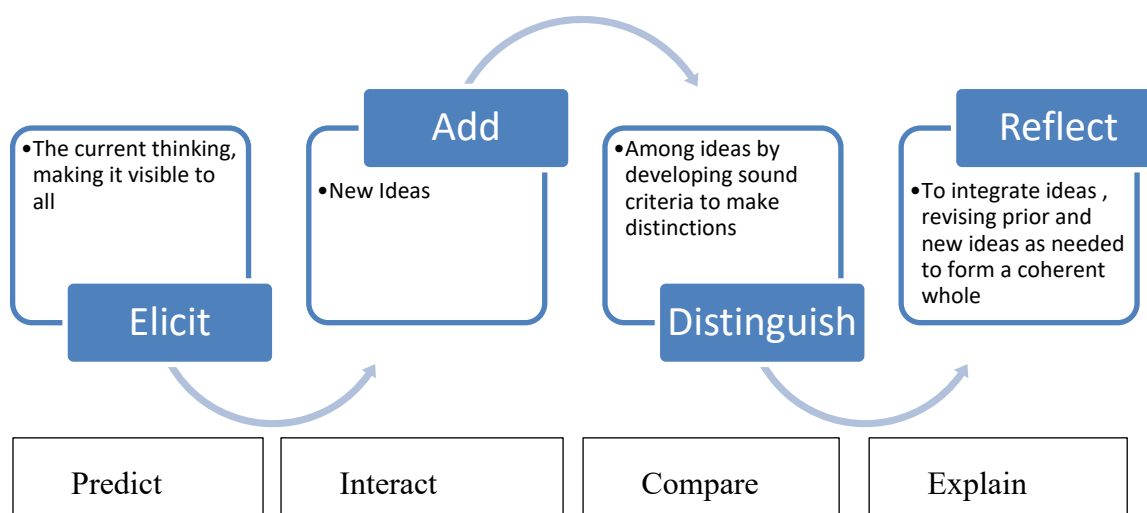 •The current thinking,
making it visible to
all
Elicit
Add
•New Ideas
•Among ideas by
developing sound
criteria to make
distinctions
Distinguish
Reflect
•To integrate ideas ,
revising prior and
new ideas as needed
to form a coherent
whole
Predict
Interact
Compare
Explain